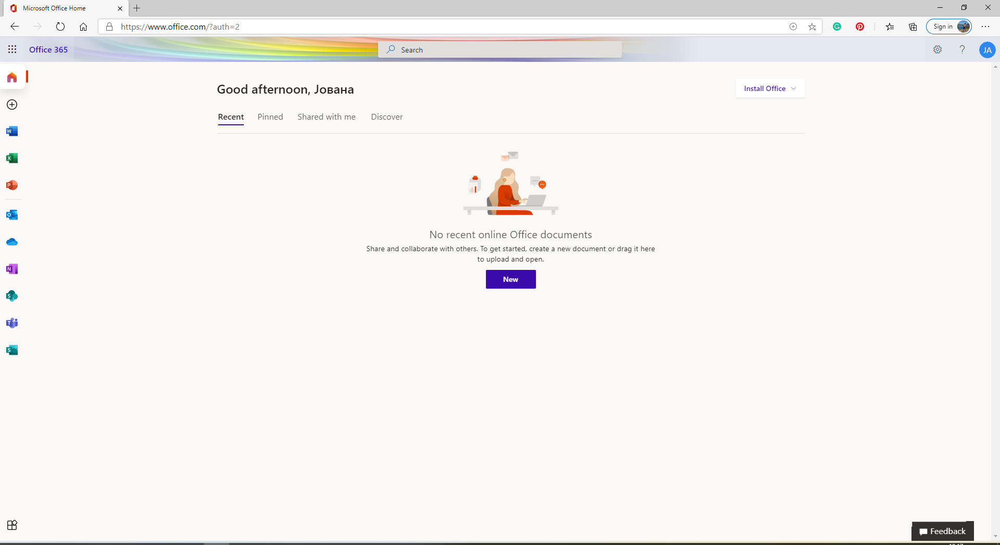 Microsoft Office Home
https://www.office.com/?auth=2
Sign in
Office 365
Search
JA
Good afternoon, Јована
Install Office
Recent Pinned Shared with me Discover
W
X
P
O
N
S
T
S
No recent online Office documents
Share and collaborate with others. To get started, create a new document or drag it here
to upload and open.
New
Feedback